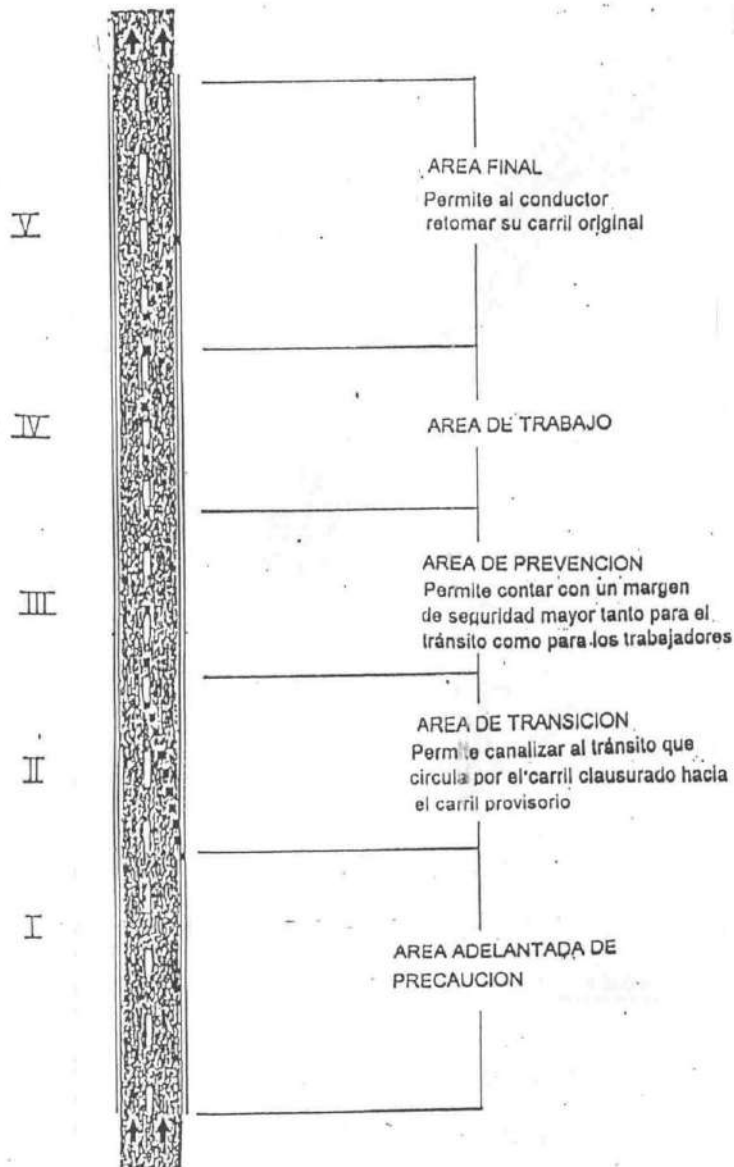 V
AREA FINAL
Permite al conductor
retomar su carril original
IV
AREA DE TRABAJO
III
AREA DE PREVENCION
Permite contar con un margen
de seguridad mayor tanto para el
tránsito como para los trabajadores
II
AREA DE TRANSICION
Permite canalizar al tránsito que
circula por el carril clausurado hacia
el carril provisorio
I
AREA ADELANTADA DE
PRECAUCION